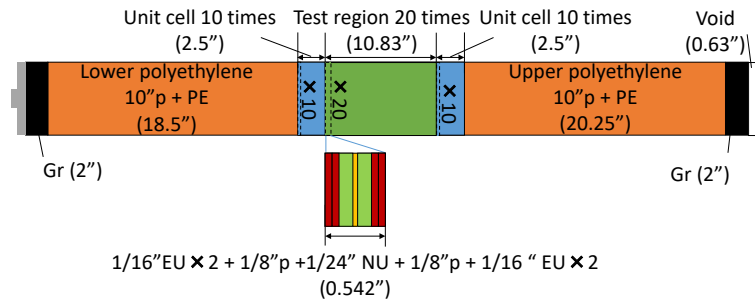 Unit cell 10 times
(2.5”)
Test region 20 times
(10.83”)
Unit cell 10 times
(2.5”)
Void
(0.63”)
Lower polyethylene
10”p + PE
(18.5”)
×10
×20
×10
Upper polyethylene
10”p + PE
(20.25”)
Gr (2”)
Gr (2”)
1/16”EU × 2 + 1/8”p +1/24” NU + 1/8”p + 1/16 “ EU × 2
(0.542”)